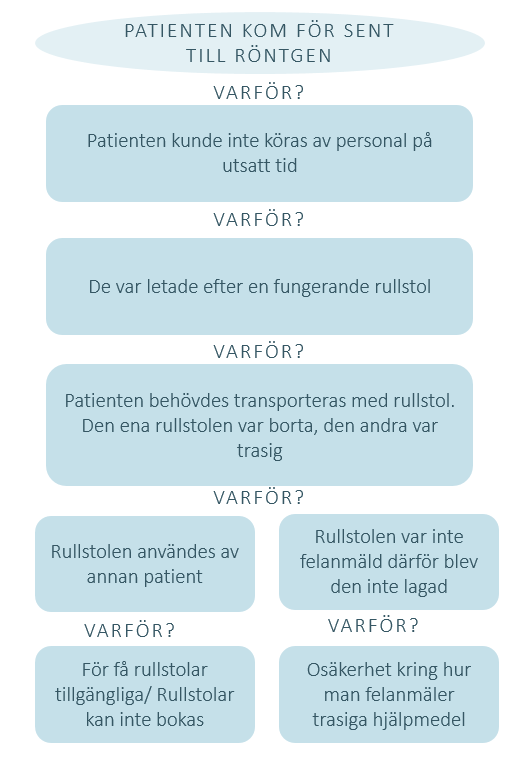 PATIENTEN KOM FÖR SENT
TILL RÖNTGEN
VARFÖR?
Patienten kunde inte köras av personal på
utsatt tid
VARFÖR?
De var letade efter en fungerande rullstol
VARFÖR?
Patienten behövdes transporteras med rullstol.
Den ena rullstolen var borta, den andra var
trasig
VARFÖR?
Rullstolen användes av
annan patient
VARFÖR?
För få rullstolar
tillgängliga/ Rullstolar
kan inte bokas
Rullstolen var inte
felanmäld därför blev
den inte lagad
VARFÖR?
Osäkerhet kring hur
man felanmäler
trasiga hjälpmedel